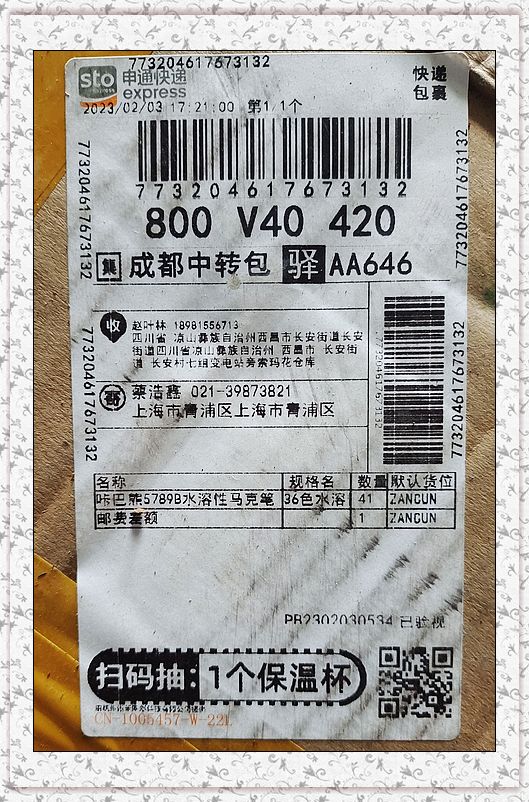 773204617673132
sto
express
申通快递
express
快递
包裹
2023/02/03 17:21:00 第1/1个
773204617673132
773204617673132
773204617673132
800 V40 420
集 成都中转包 驿 AA646
收 赵叶林 18981556713
四川省 凉山彝族自治州西昌市长安街道长安
街道四川省凉山彝族自治州 西昌市 长安街
道 长安村七组变电站旁索玛花仓库
寄 蔡浩鑫 021-39873821
上海市青浦区上海市青浦区
773204617673132
773204617673132
名称 规格名 数量 默认货位
咔巴熊5789B水溶性马克笔 36色水溶 41 ZANCUN
邮费差额 1 ZANCUN
PB2302030534 已验视
扫码抽: 1个保温杯
CN-1065457-W-22L